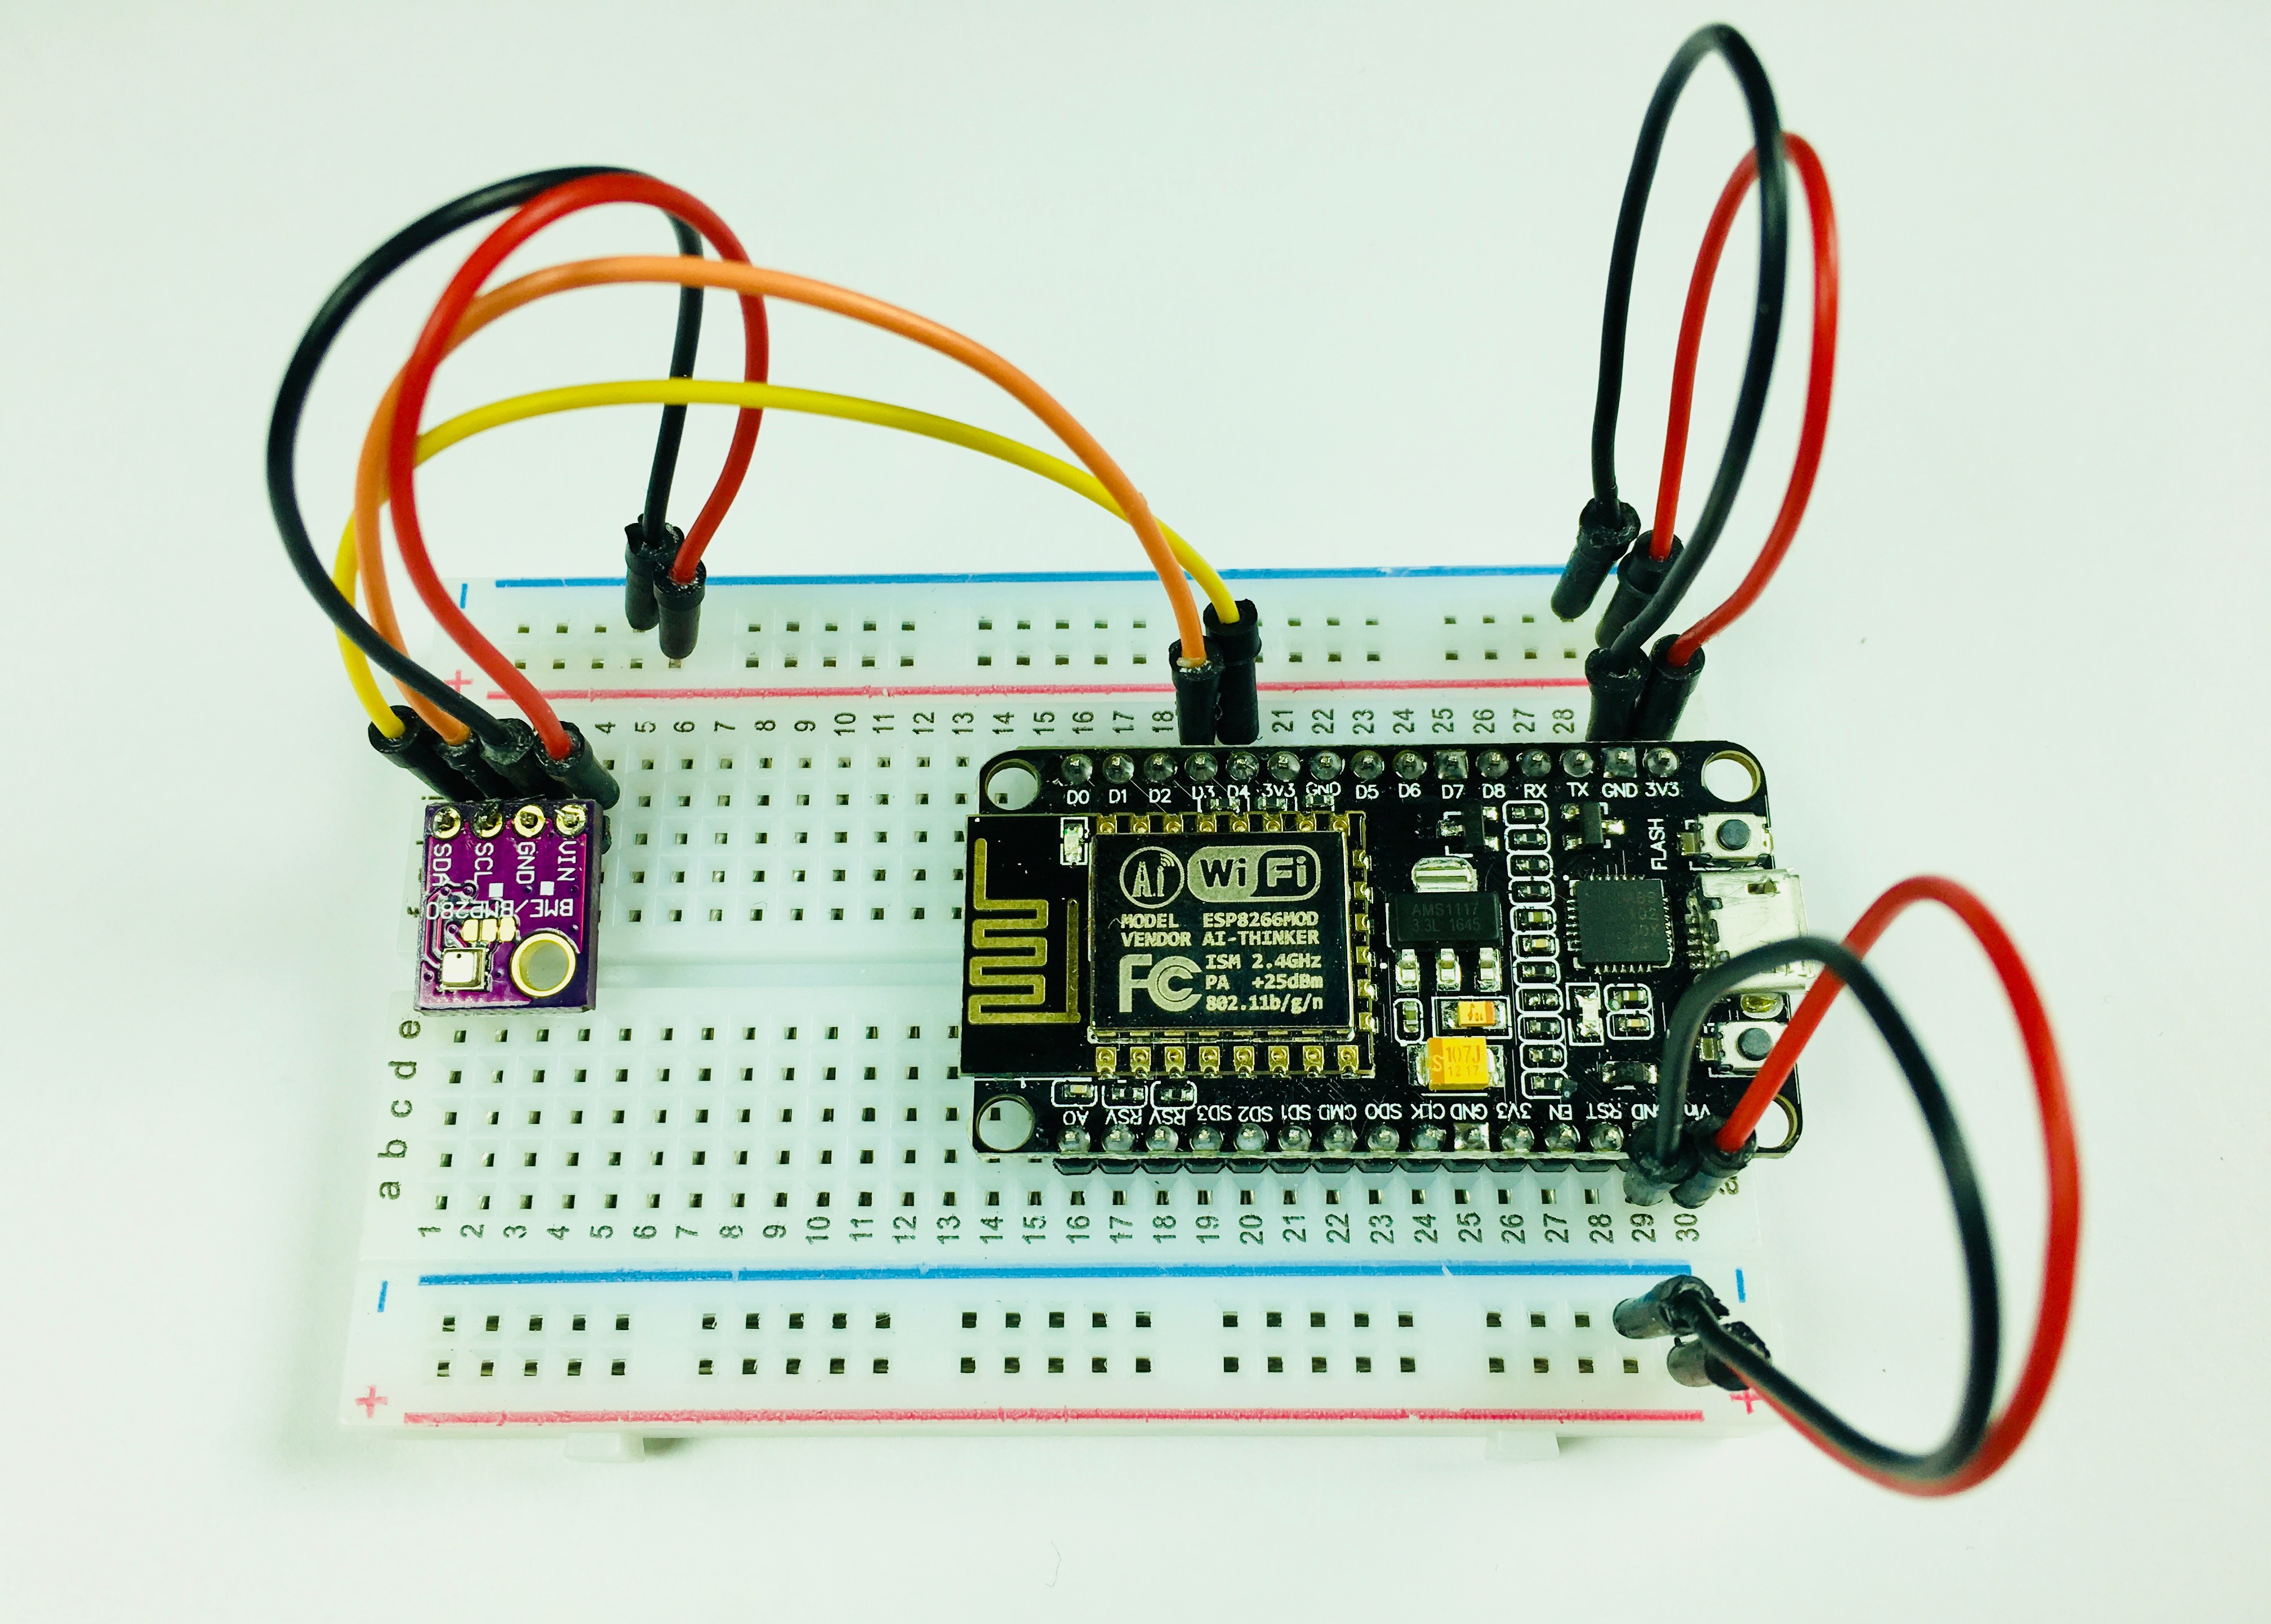 − −
+
4 5 6 7 8 9 10 11 12 13 14 15 16 17 18 21 22 23 24 25 26 27 28
D0 D1 D2 D3 D4 3V3 GND D5 D6 D7 D8 RX TX GND 3V3
FLASH
SDA SCL GND VIN
BME/BMP280
Ai WiFi
MODEL ESP8266MOD
VENDOR AI-THINKER
FC ISM 2.4GHz
PA +25dBm
802.11b/g/n
AMS1117
3.3L 1645
107J
A0 RSV RSV SD3 SD2 SD1 CMD SD0 CLK GND 3V3 EN RST GND Vin
e
d
c
b
a
1 2 3 4 5 6 7 8 9 10 11 12 13 14 15 16 17 18 19 20 21 22 23 24 25 26 27 28 29 30
− −
+ +